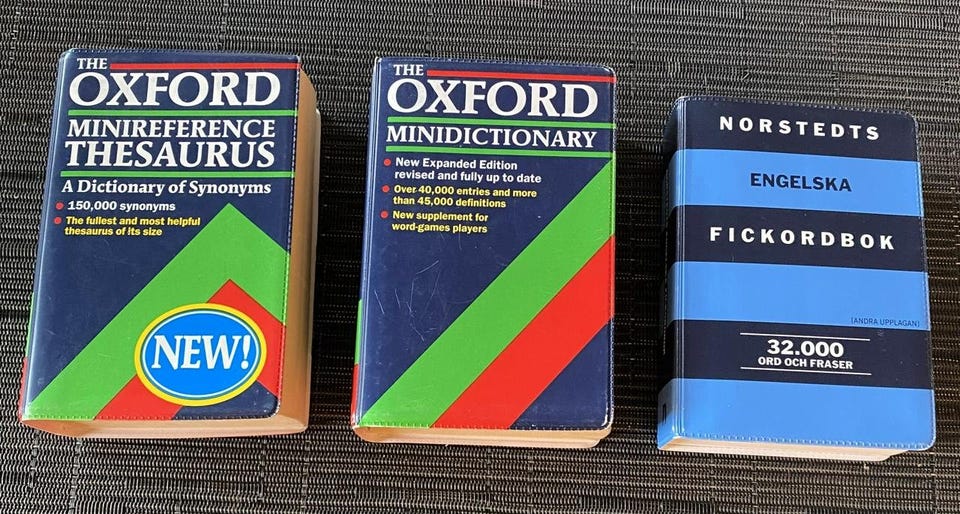 THE
OXFORD
MINIREFERENCE
THESAURUS
A Dictionary of Synonyms
150,000 synonyms
The fullest and most helpful
thesaurus of its size
NEW!
THE
OXFORD
MINIDICTIONARY
New Expanded Edition
revised and fully up to date
Over 40,000 entries and more
than 45,000 definitions
New supplement for
word-games players
NORSTEDTS
ENGELSKA
FICKORDBOK
(ANDRA UPPLAGAN)
32.000
ORD OCH FRASER